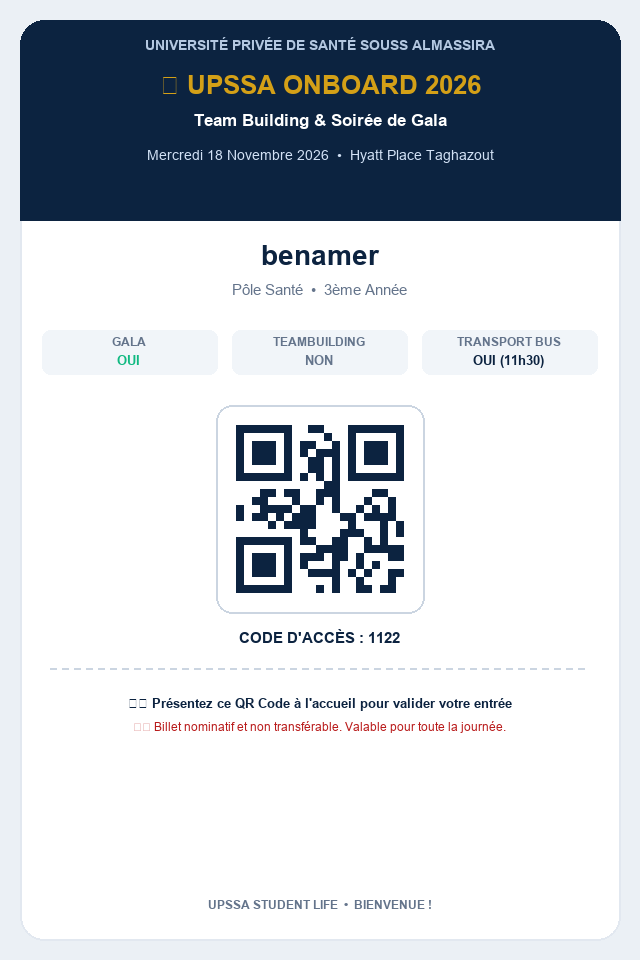 UNIVERSITÉ PRIVÉE DE SANTÉ SOUSS ALMASSIRA
UPSSA ONBOARD 2026
Team Building & Soirée de Gala
Mercredi 18 Novembre 2026 • Hyatt Place Taghazout
benamer
Pôle Santé • 3ème Année
GALA
OUI
TEAMBUILDING
NON
TRANSPORT BUS
OUI (11h30)
CODE D'ACCÈS : 1122
Présentez ce QR Code à l'accueil pour valider votre entrée
Billet nominatif et non transférable. Valable pour toute la journée.
UPSSA STUDENT LIFE • BIENVENUE !